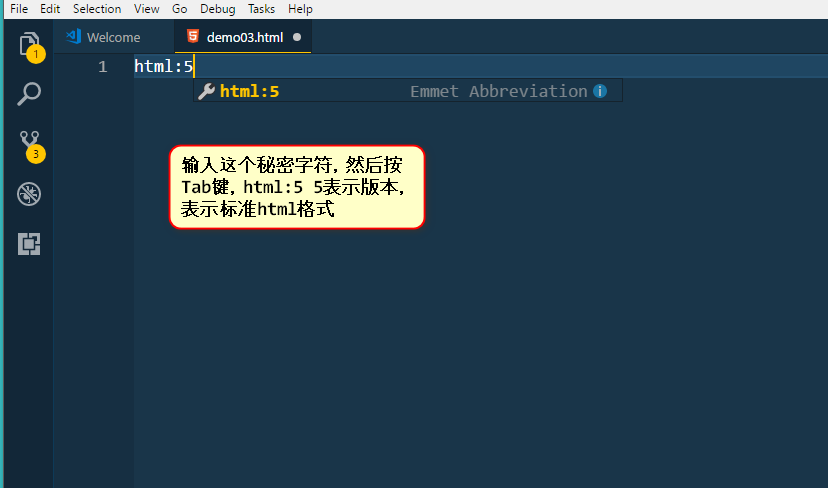 File Edit Selection View Go Debug Tasks Help
Welcome demo03.html
1 html:5
html:5 Emmet Abbreviation
1
3
输入这个秘密字符, 然后按
Tab键, html:5 5表示版本,
表示标准html格式